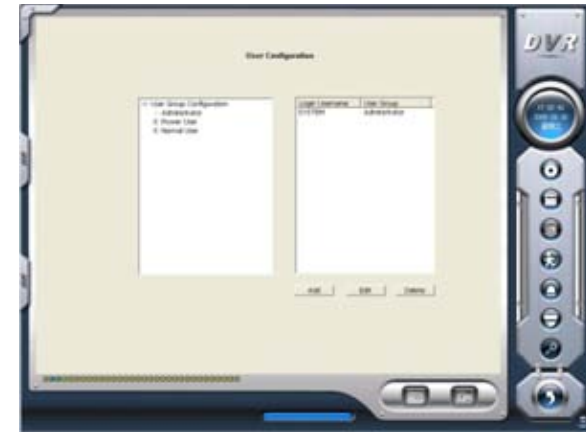 DVR
User Configuration
User Group Configuration
Administrator
Power User
Normal User
Login Username User Group
SYSTEM Administrator
Add Edit Delete